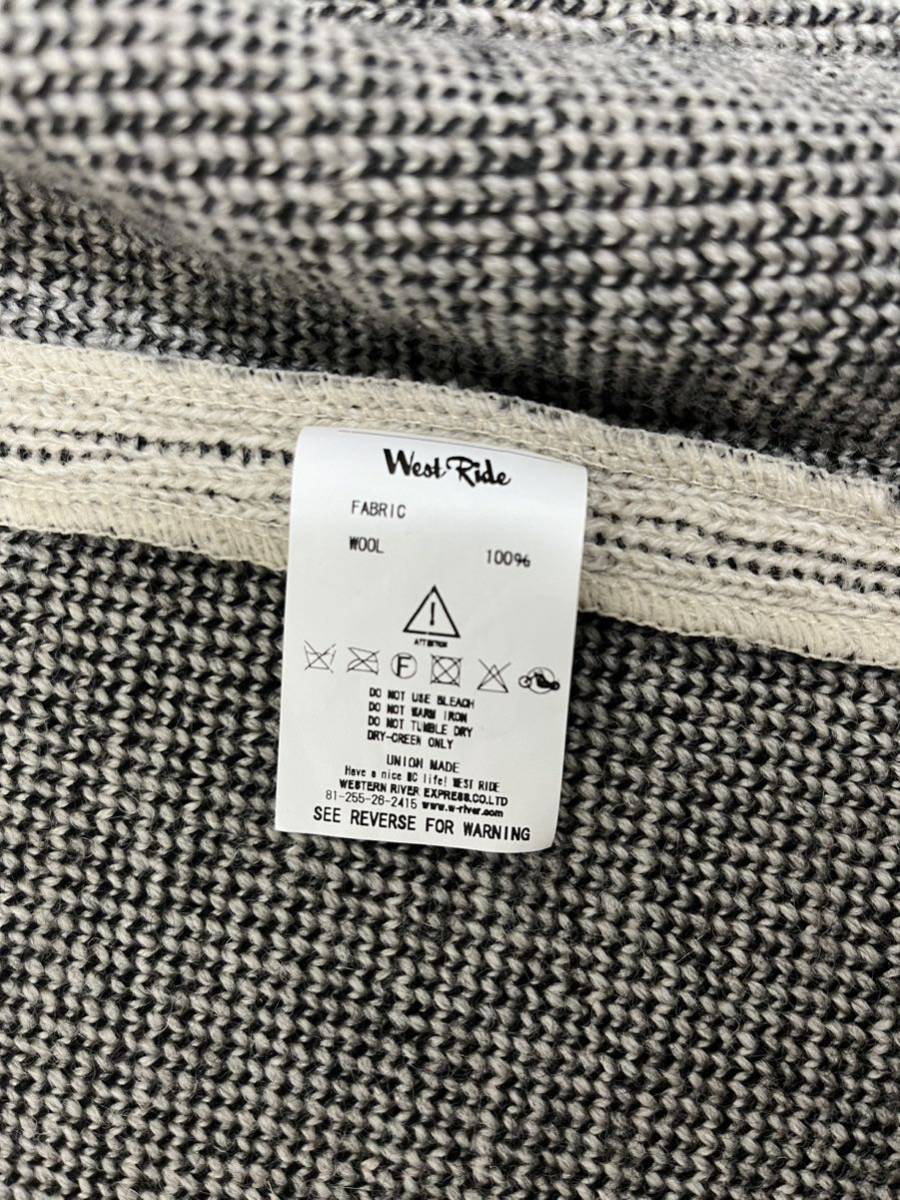 West Ride
FABRIC
WOOL 100%
ATTENTION
F
DO NOT USE BLEACH
DO NOT WARM IRON
DO NOT TUMBLE DRY
DRY-CREEN ONLY
UNION MADE
Have a nice MC life! WEST RIDE
WESTERN RIVER EXPRESS.CO.LTD
81-255-26-2415 www.w-river.com
SEE REVERSE FOR WARNING